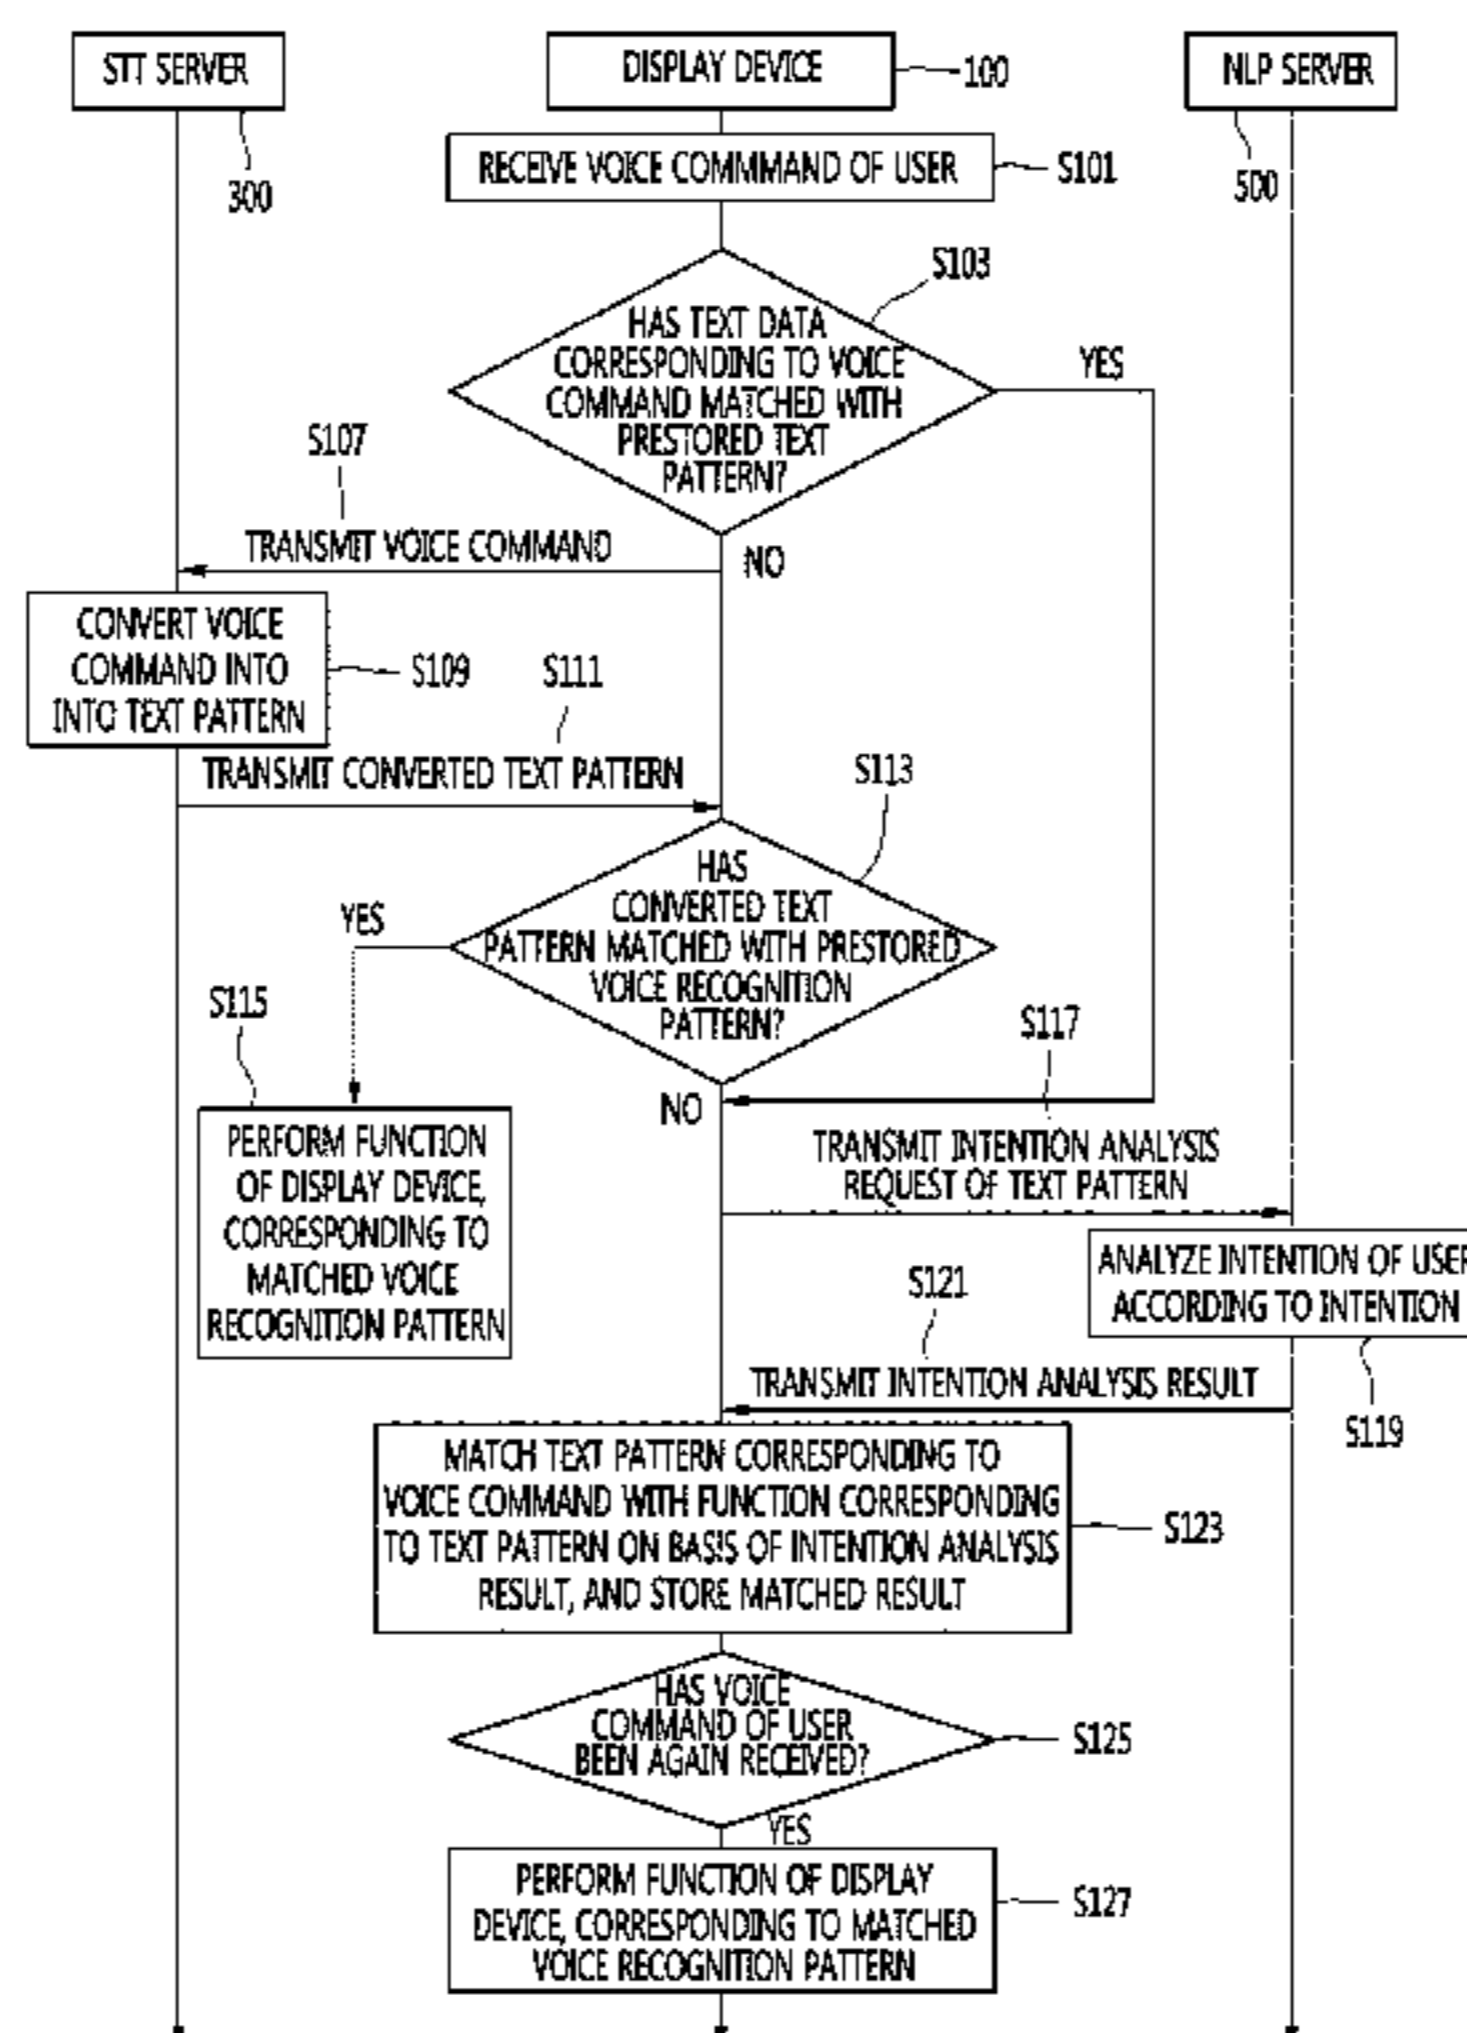 STT SERVER
DISPLAY DEVICE
100
NLP SERVER
300
500
RECEIVE VOICE COMMMAND OF USER
S101
S103
HAS TEXT DATA
CORRESPONDING TO VOICE
COMMAND MATCHED WITH
PRESTORED TEXT
PATTERN?
YES
S107
TRANSMIT VOICE COMMAND
NO
CONVERT VOICE
COMMAND INTO
INTO TEXT PATTERN
S109
S111
TRANSMIT CONVERTED TEXT PATTERN
S113
HAS
CONVERTED TEXT
PATTERN MATCHED WITH PRESTORED
VOICE RECOGNITION
PATTERN?
YES
S115
S117
NO
PERFORM FUNCTION
OF DISPLAY DEVICE,
CORRESPONDING TO
MATCHED VOICE
RECOGNITION PATTERN
TRANSMIT INTENTION ANALYSIS
REQUEST OF TEXT PATTERN
ANALYZE INTENTION OF USER
ACCORDING TO INTENTION
S121
TRANSMIT INTENTION ANALYSIS RESULT
S119
MATCH TEXT PATTERN CORRESPONDING TO
VOICE COMMAND WITH FUNCTION CORRESPONDING
TO TEXT PATTERN ON BASIS OF INTENTION ANALYSIS
RESULT, AND STORE MATCHED RESULT
S123
HAS VOICE
COMMAND OF USER
BEEN AGAIN RECEIVED?
S125
YES
PERFORM FUNCTION OF DISPLAY
DEVICE, CORRESPONDING TO MATCHED
VOICE RECOGNITION PATTERN
S127